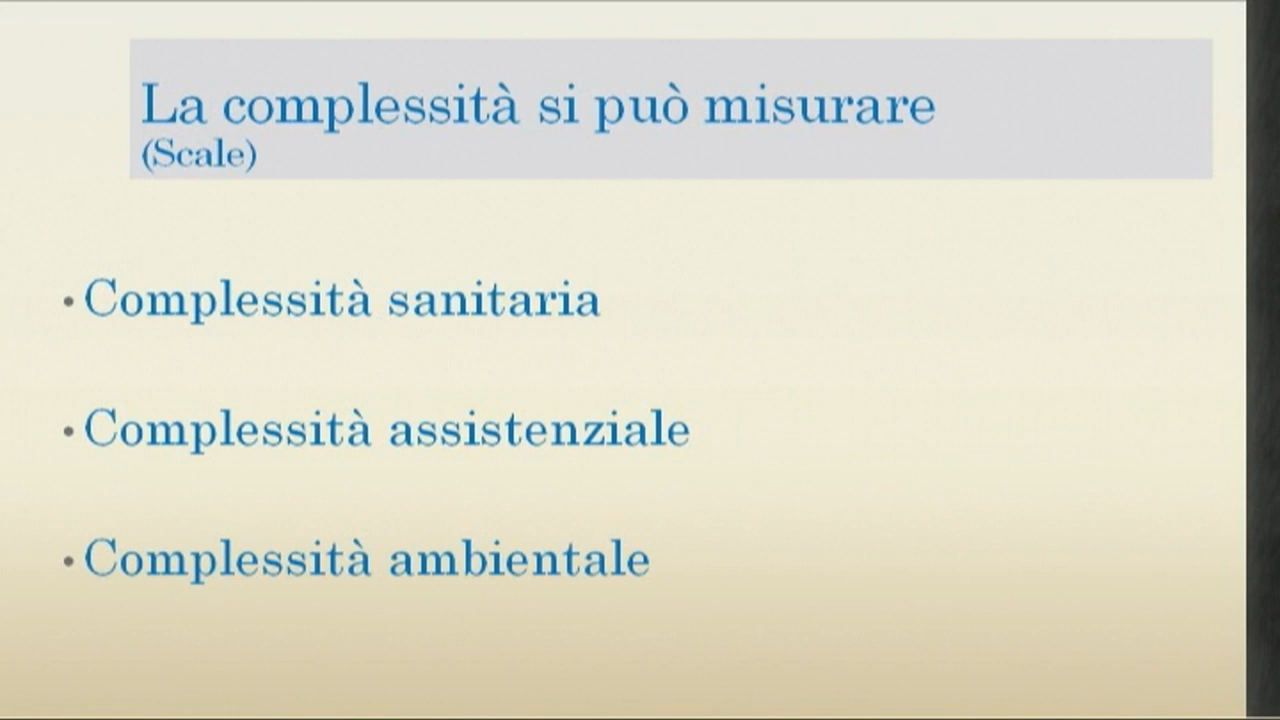 La complessità si può misurare
(Scale)
• Complessità sanitaria
• Complessità assistenziale
• Complessità ambientale